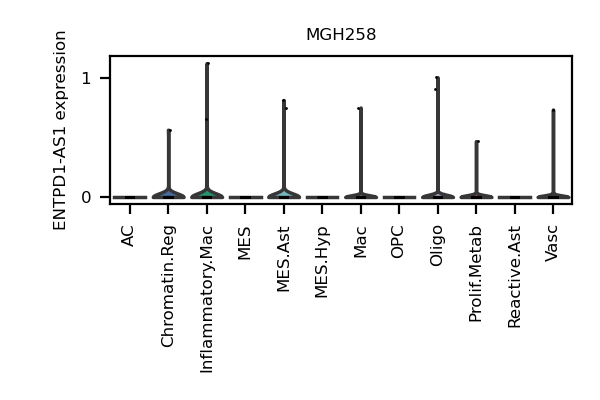 MGH258
ENTPD1-AS1 expression
1
0
AC
Chromatin.Reg
Inflammatory.Mac
MES
MES.Ast
MES.Hyp
Mac
OPC
Oligo
Prolif.Metab
Reactive.Ast
Vasc